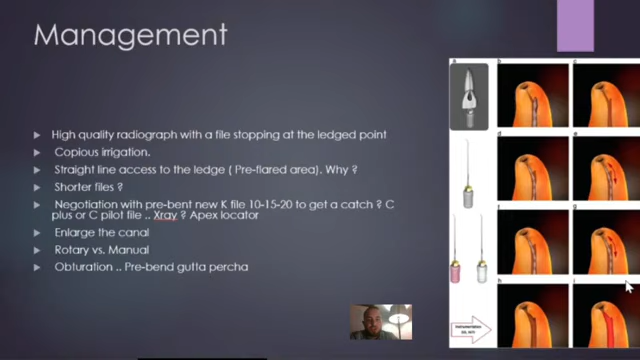 Management
High quality radiograph with a file stopping at the ledged point
Copious irrigation.
Straight line access to the ledge ( Pre-flared area). Why ?
Shorter files ?
Negotiation with pre-bent new K file 10-15-20 to get a catch ? C
plus or C pilot file .. Xray ? Apex locator
Enlarge the canal
Rotary vs. Manual
Obturation .. Pre-bend gutta percha
a
b
c
d
e
f
g
h